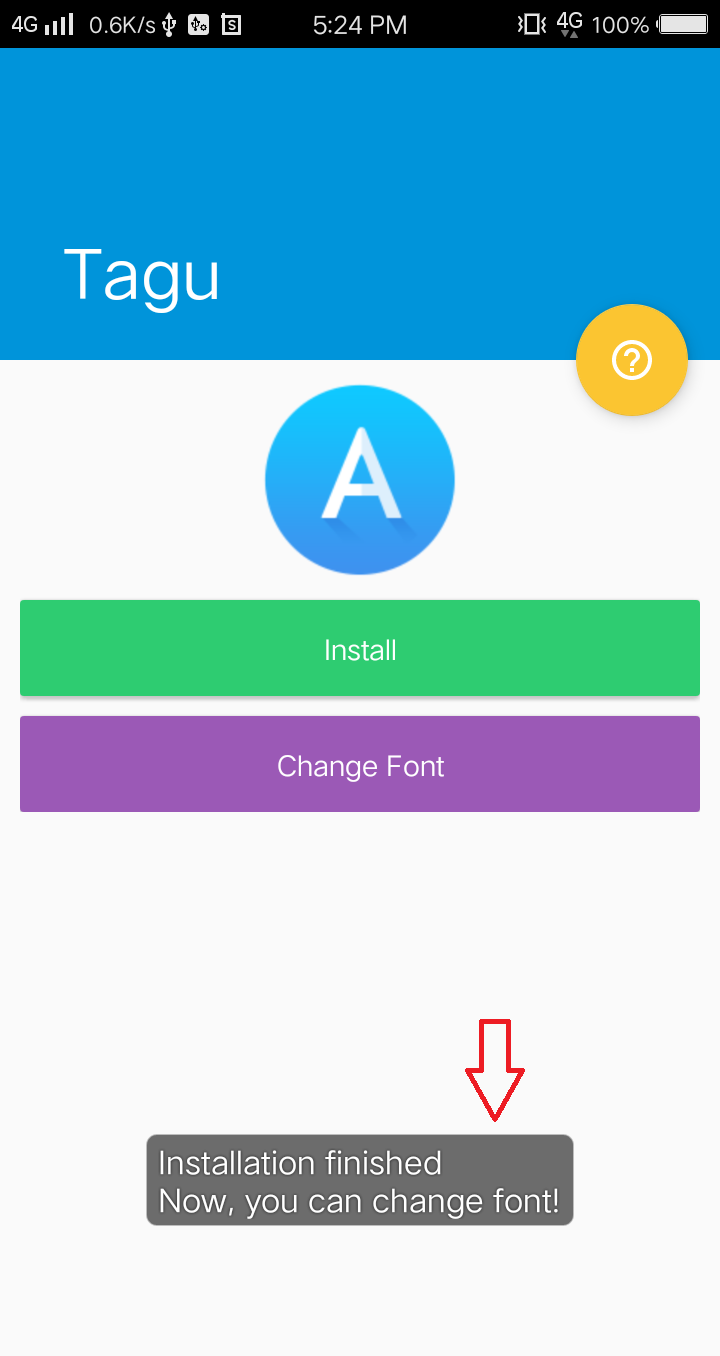 4G 0.6K/s S 5:24 PM 4G 100%
Tagu
?
A
Install
Change Font
Installation finished
Now, you can change font!